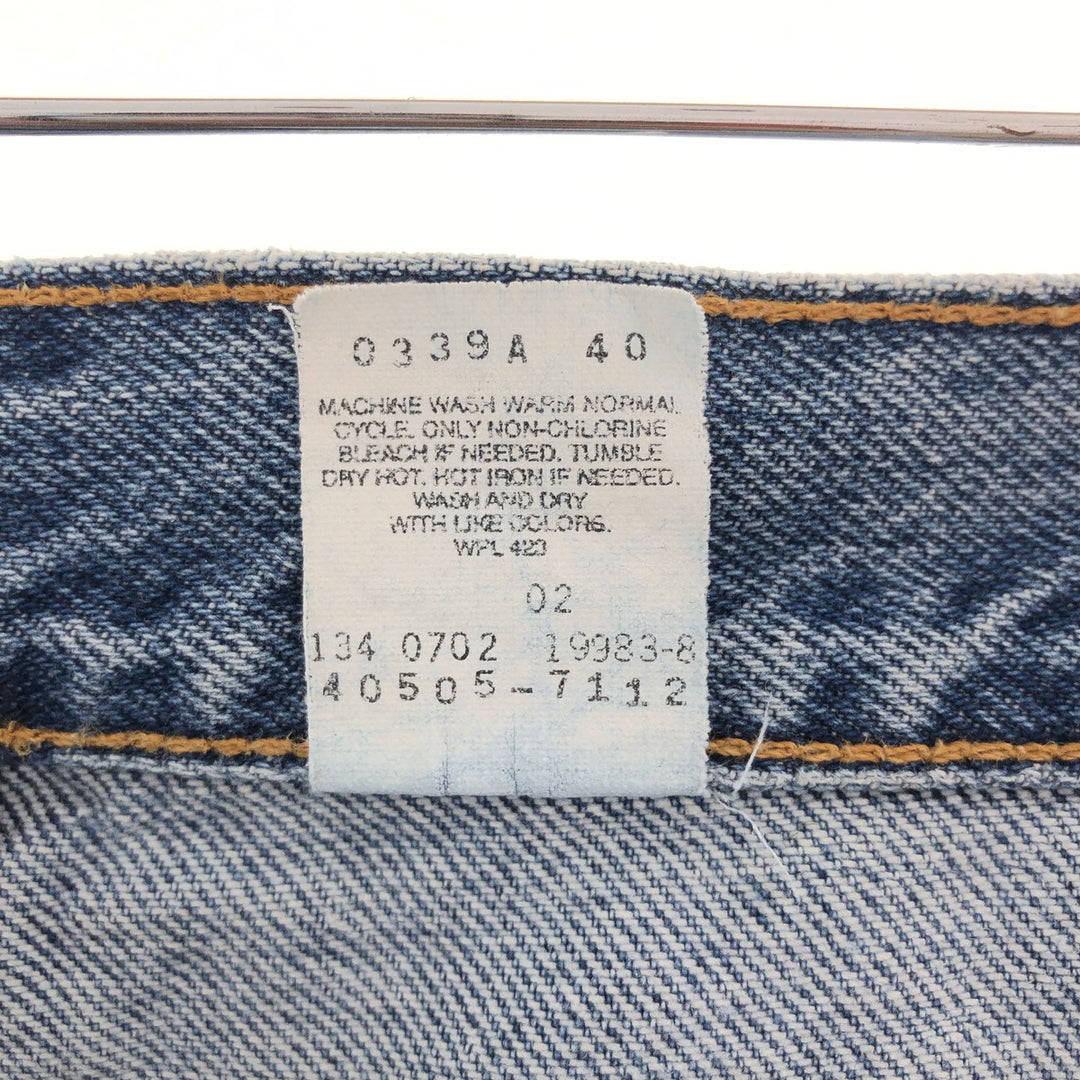 0339A 40
MACHINE WASH WARM NORMAL
CYCLE. ONLY NON-CHLORINE
BLEACH IF NEEDED. TUMBLE
DRY HOT. HOT IRON IF NEEDED.
WASH AND DRY
WITH LIKE COLORS.
WPL 423
02
134 0702 19983-8
40505-7112